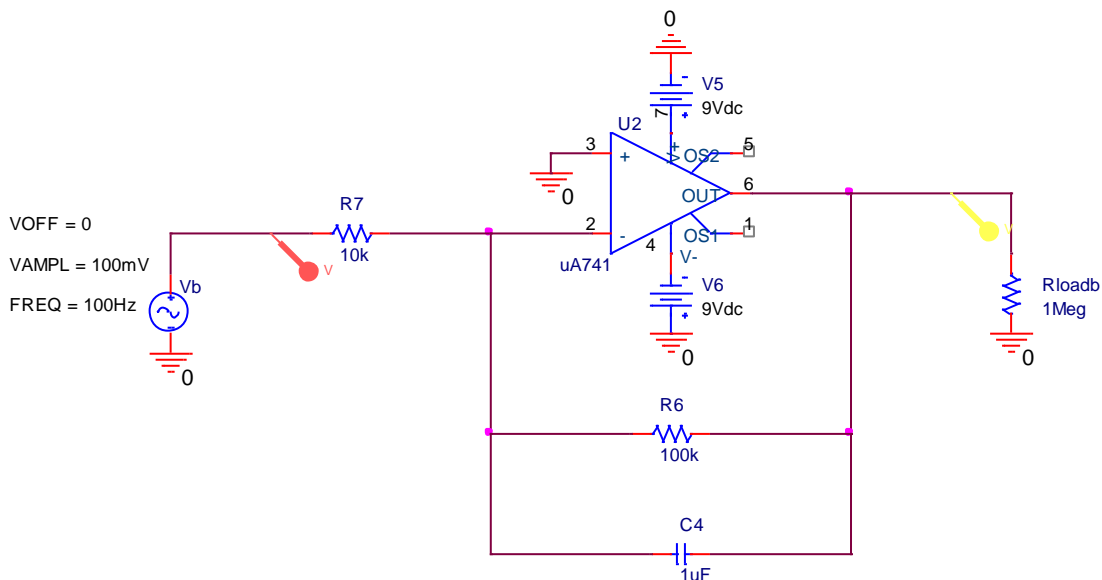 0
V5
9Vdc
-
+
7
U2
3
+
V+
OS2
5
0
OUT
6
2
-
4
OS1
1
V-
uA741
R7
10k
V
V
VOFF = 0
VAMPL = 100mV
FREQ = 100Hz
Vb
+
-
0
V6
9Vdc
-
+
0
Rloadb
1Meg
0
R6
100k
C4
1uF